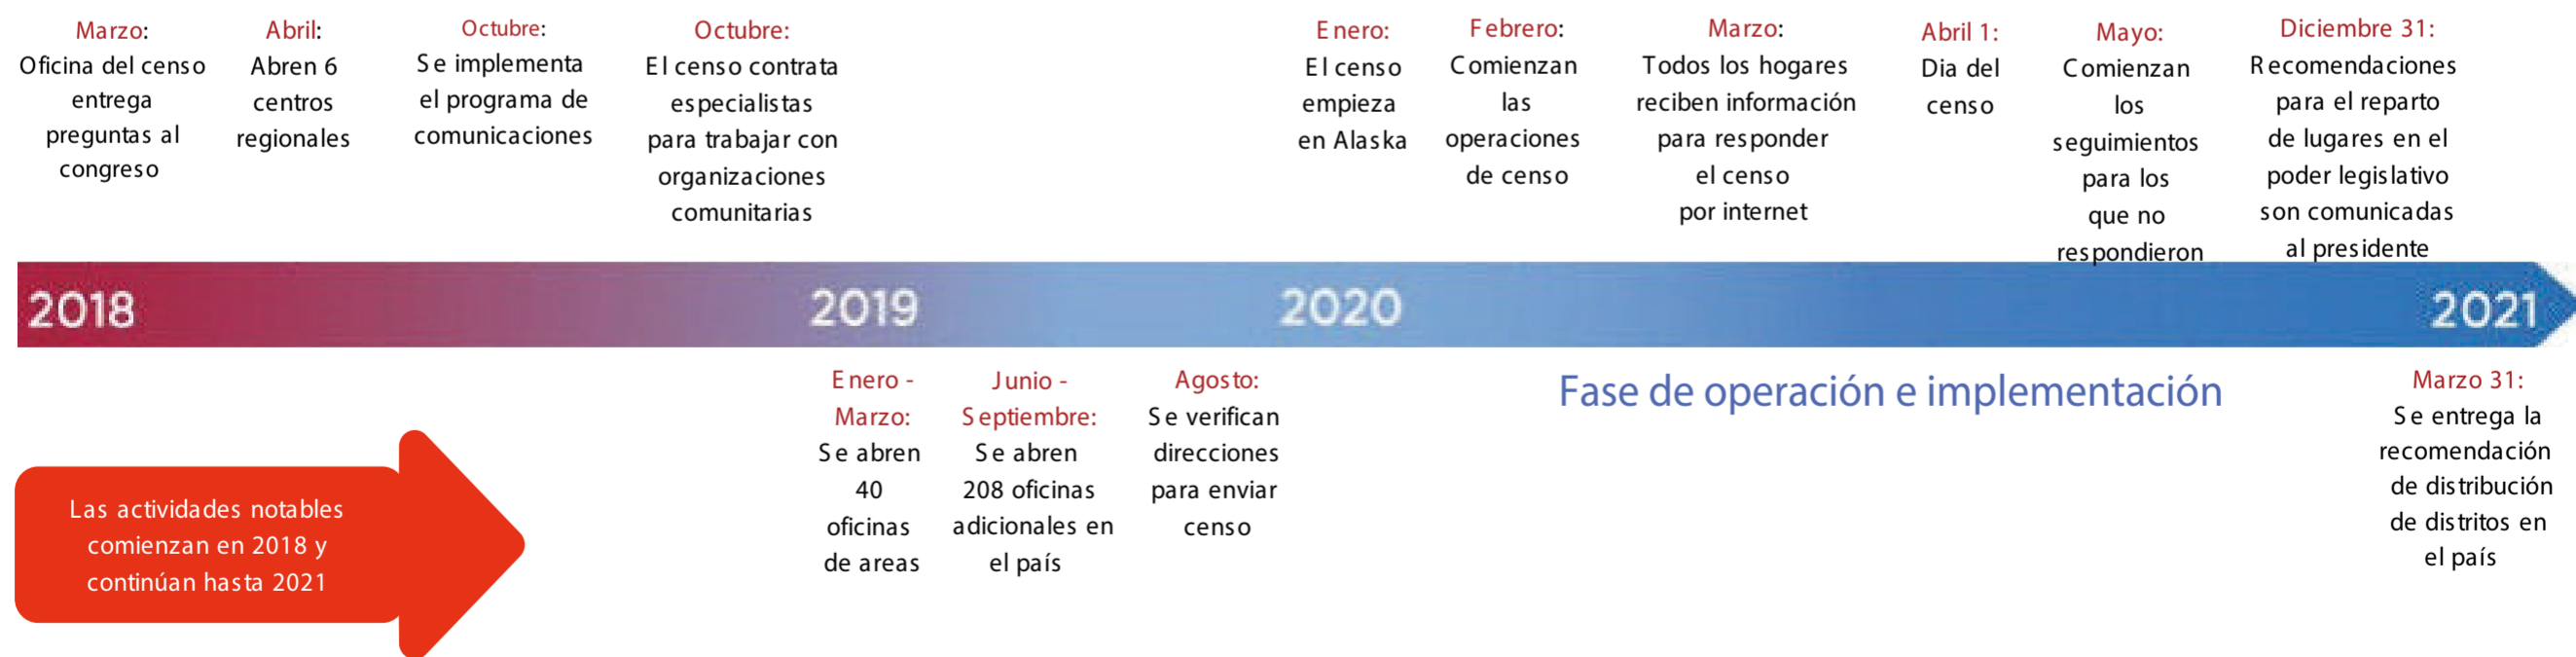 Marzo:
Oficina del censo
entrega
preguntas al
congreso
Abril:
Abren 6
centros
regionales
Octubre:
Se implementa
el programa de
comunicaciones
Octubre:
El censo contrata
especialistas
para trabajar con
organizaciones
comunitarias
Enero:
El censo
empieza
en Alaska
Febrero:
Comienzan
las
operaciones
de censo
Marzo:
Todos los hogares
reciben información
para responder
el censo
por internet
Abril 1:
Dia del
censo
Mayo:
Comienzan
los
seguimientos
para los
que no
respondieron
Diciembre 31:
Recomendaciones
para el reparto
de lugares en el
poder legislativo
son comunicadas
al presidente
2018
2019
2020
2021
Enero -
Marzo:
Se abren
40
oficinas
de areas
Junio -
Septiembre:
Se abren
208 oficinas
adicionales en
el país
Agosto:
Se verifican
direcciones
para enviar
censo
Fase de operación e implementación
Marzo 31:
Se entrega la
recomendación
de distribución
de distritos en
el país
Las actividades notables
comienzan en 2018 y
continúan hasta 2021